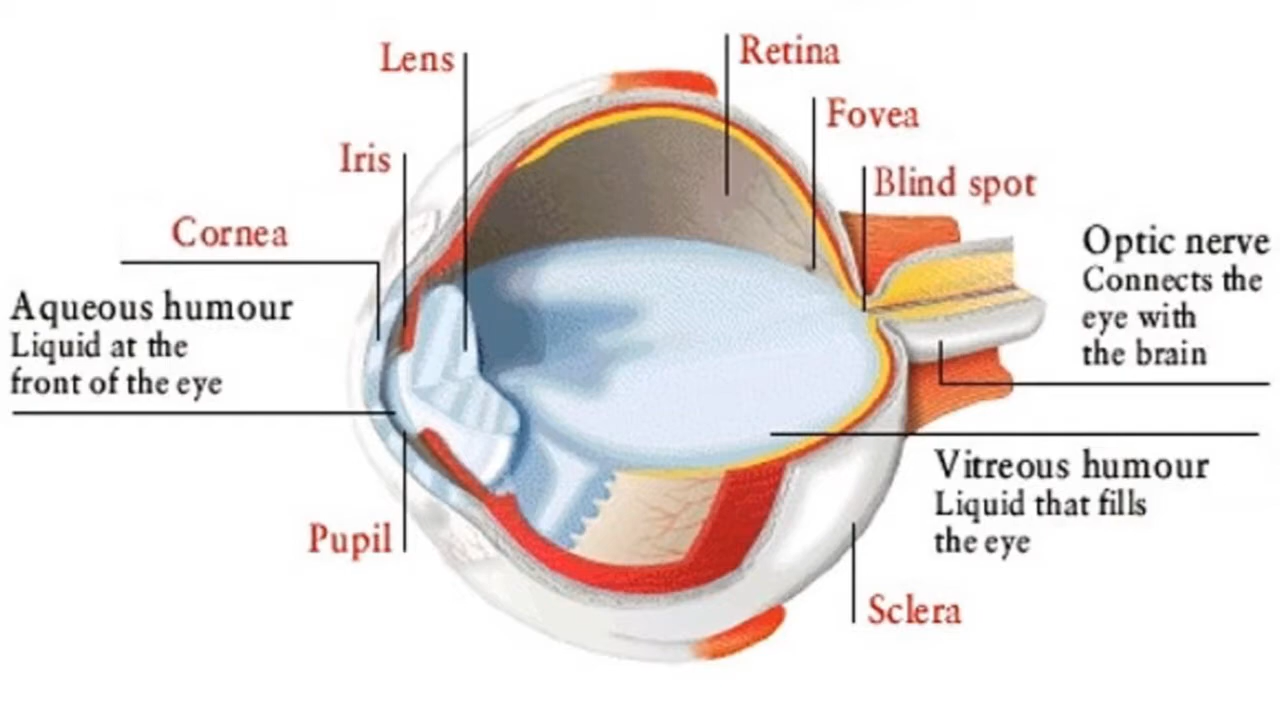 Lens
Retina
Fovea
Iris
Blind spot
Cornea
Optic nerve
Connects the
eye with
the brain
Aqueous humour
Liquid at the
front of the eye
Vitreous humour
Liquid that fills
the eye
Pupil
Sclera